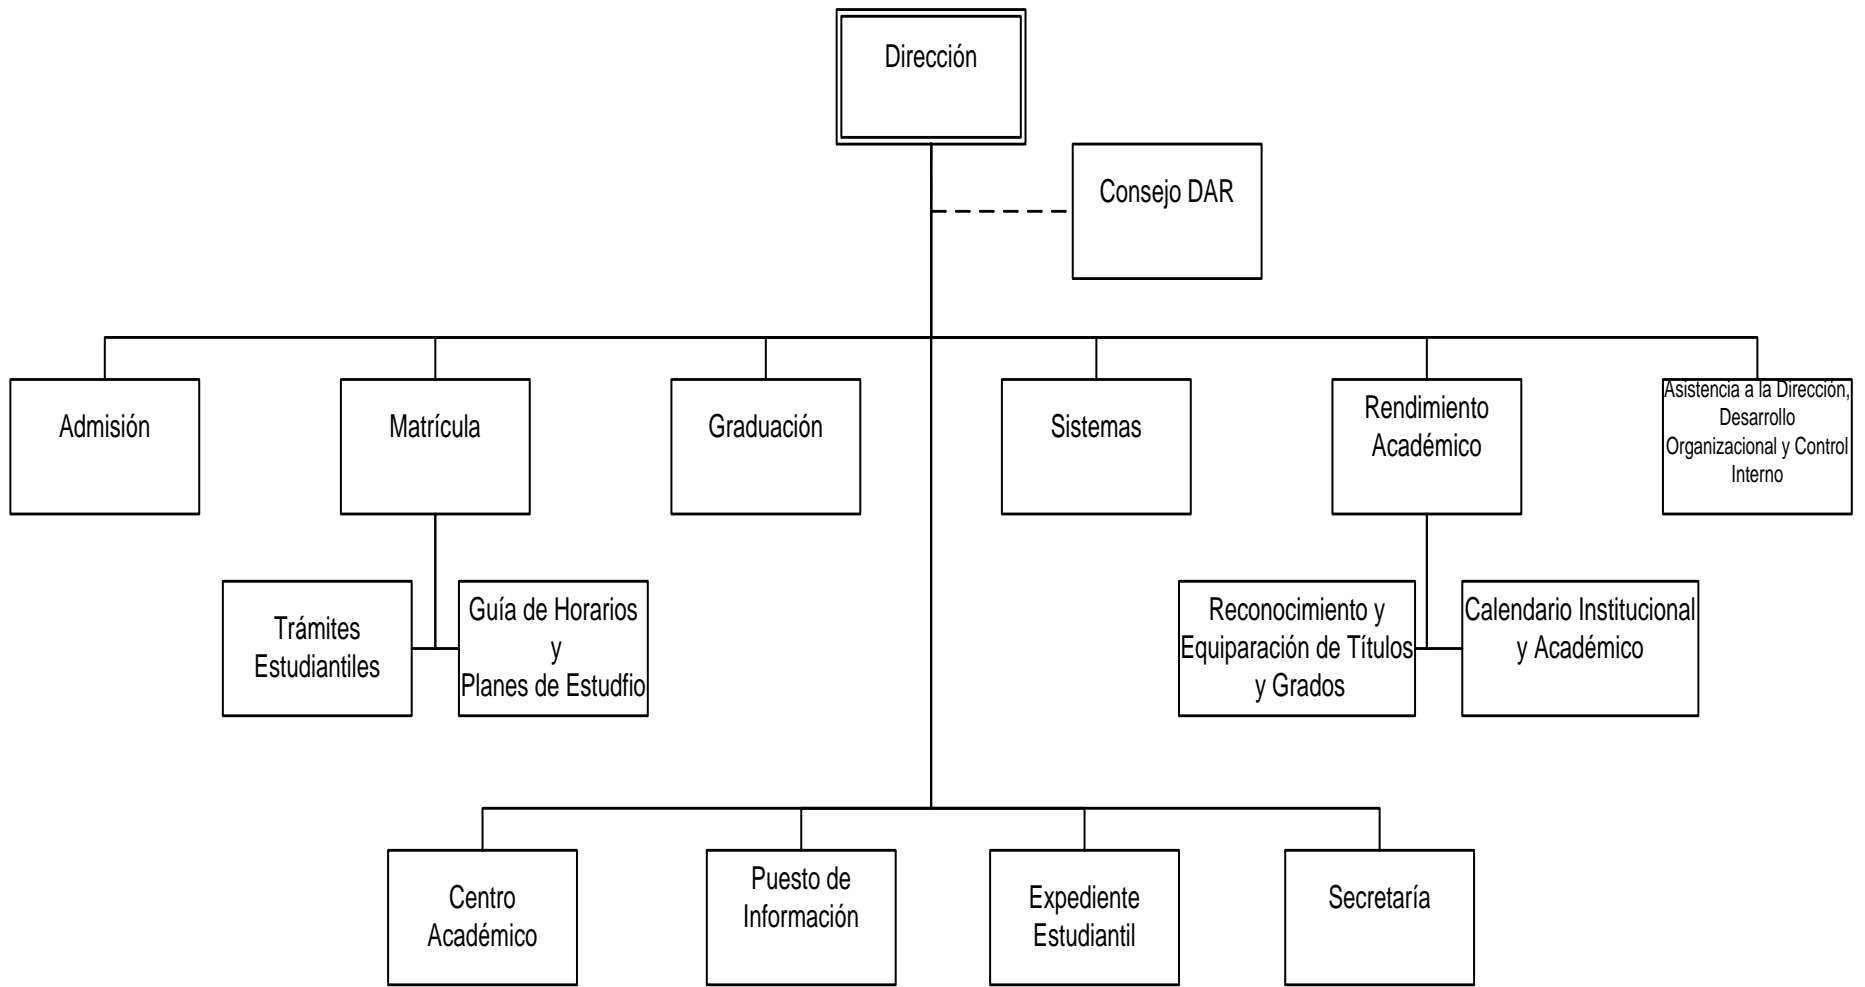 Dirección
Consejo DAR
Admisión
Matrícula
Graduación
Sistemas
Rendimiento
Académico
Asistencia a la Dirección,
Desarrollo
Organizacional y Control
Interno
Trámites
Estudiantiles
Guía de Horarios
y
Planes de Estudfio
Reconocimiento y
Equiparación de Títulos
y Grados
Calendario Institucional
y Académico
Centro
Académico
Puesto de
Información
Expediente
Estudiantil
Secretaría